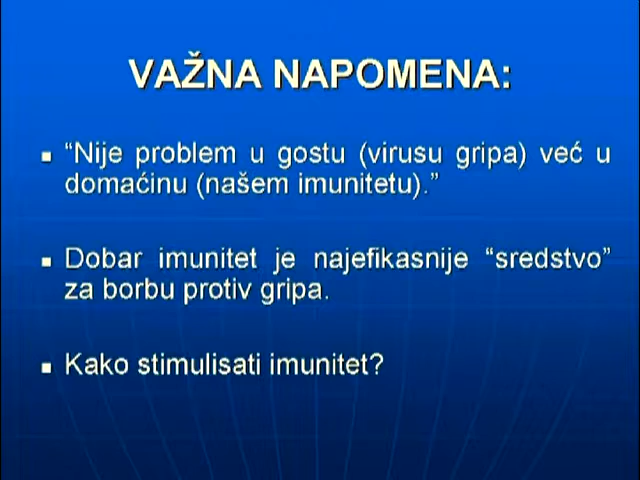 VAŽNA NAPOMENA:
“Nije problem u gostu (virusu gripa) već u
domaćinu (našem imunitetu).”
Dobar imunitet je najefikasnije “sredstvo”
za borbu protiv gripa.
Kako stimulisati imunitet?